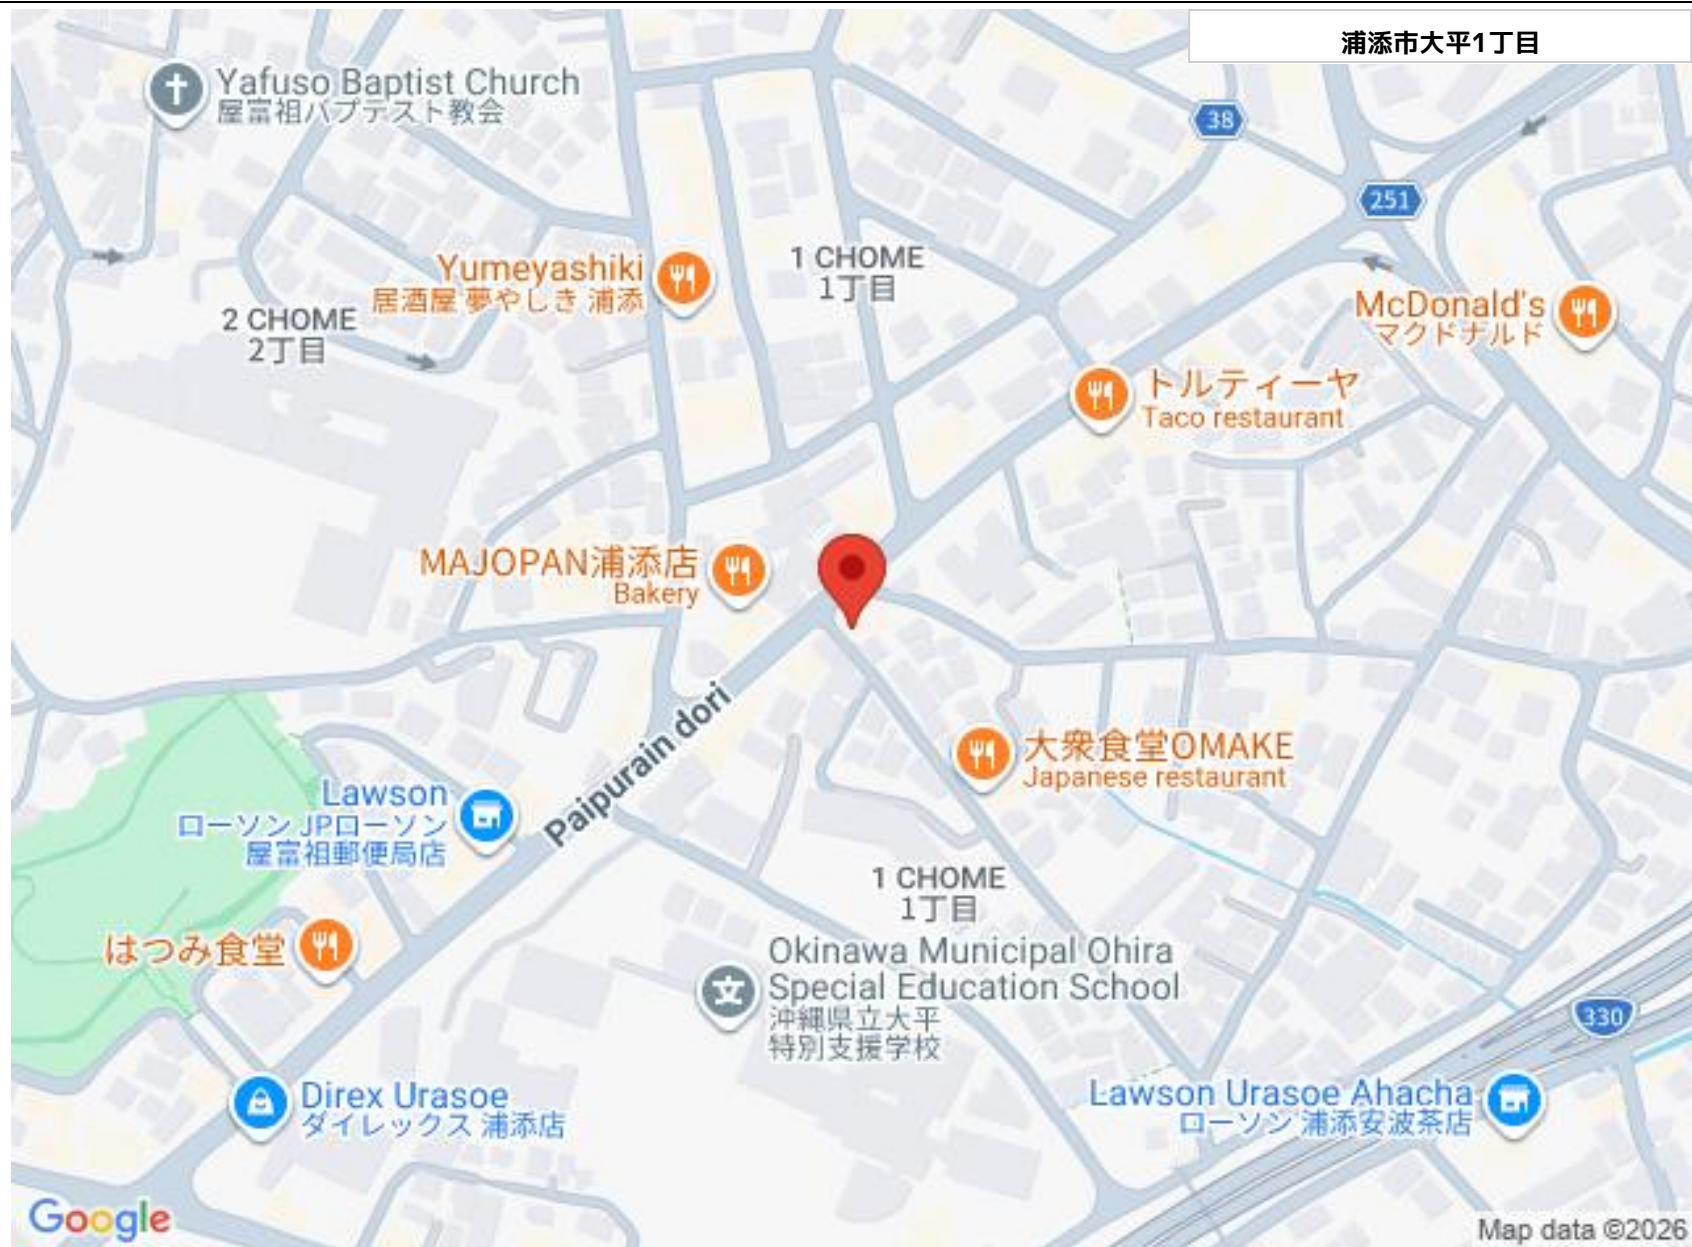 浦添市大平1丁目
Yafuso Baptist Church
屋富祖バプテスト教会
38
251
1 CHOME
1丁目
Yumeyashiki
居酒屋 夢やしき 浦添
2 CHOME
2丁目
McDonald's
マクドナルド
トルティーヤ
Taco restaurant
MAJOPAN浦添店
Bakery
Paipurain dori
大衆食堂OMAKE
Japanese restaurant
Lawson
ローソン JPローソン
屋富祖郵便局店
1 CHOME
1丁目
はつみ食堂
Okinawa Municipal Ohira
Special Education School
沖縄県立大平
特別支援学校
330
Direx Urasoe
ダイレックス 浦添店
Lawson Urasoe Ahacha
ローソン 浦添安波茶店
Google
Map data ©2026